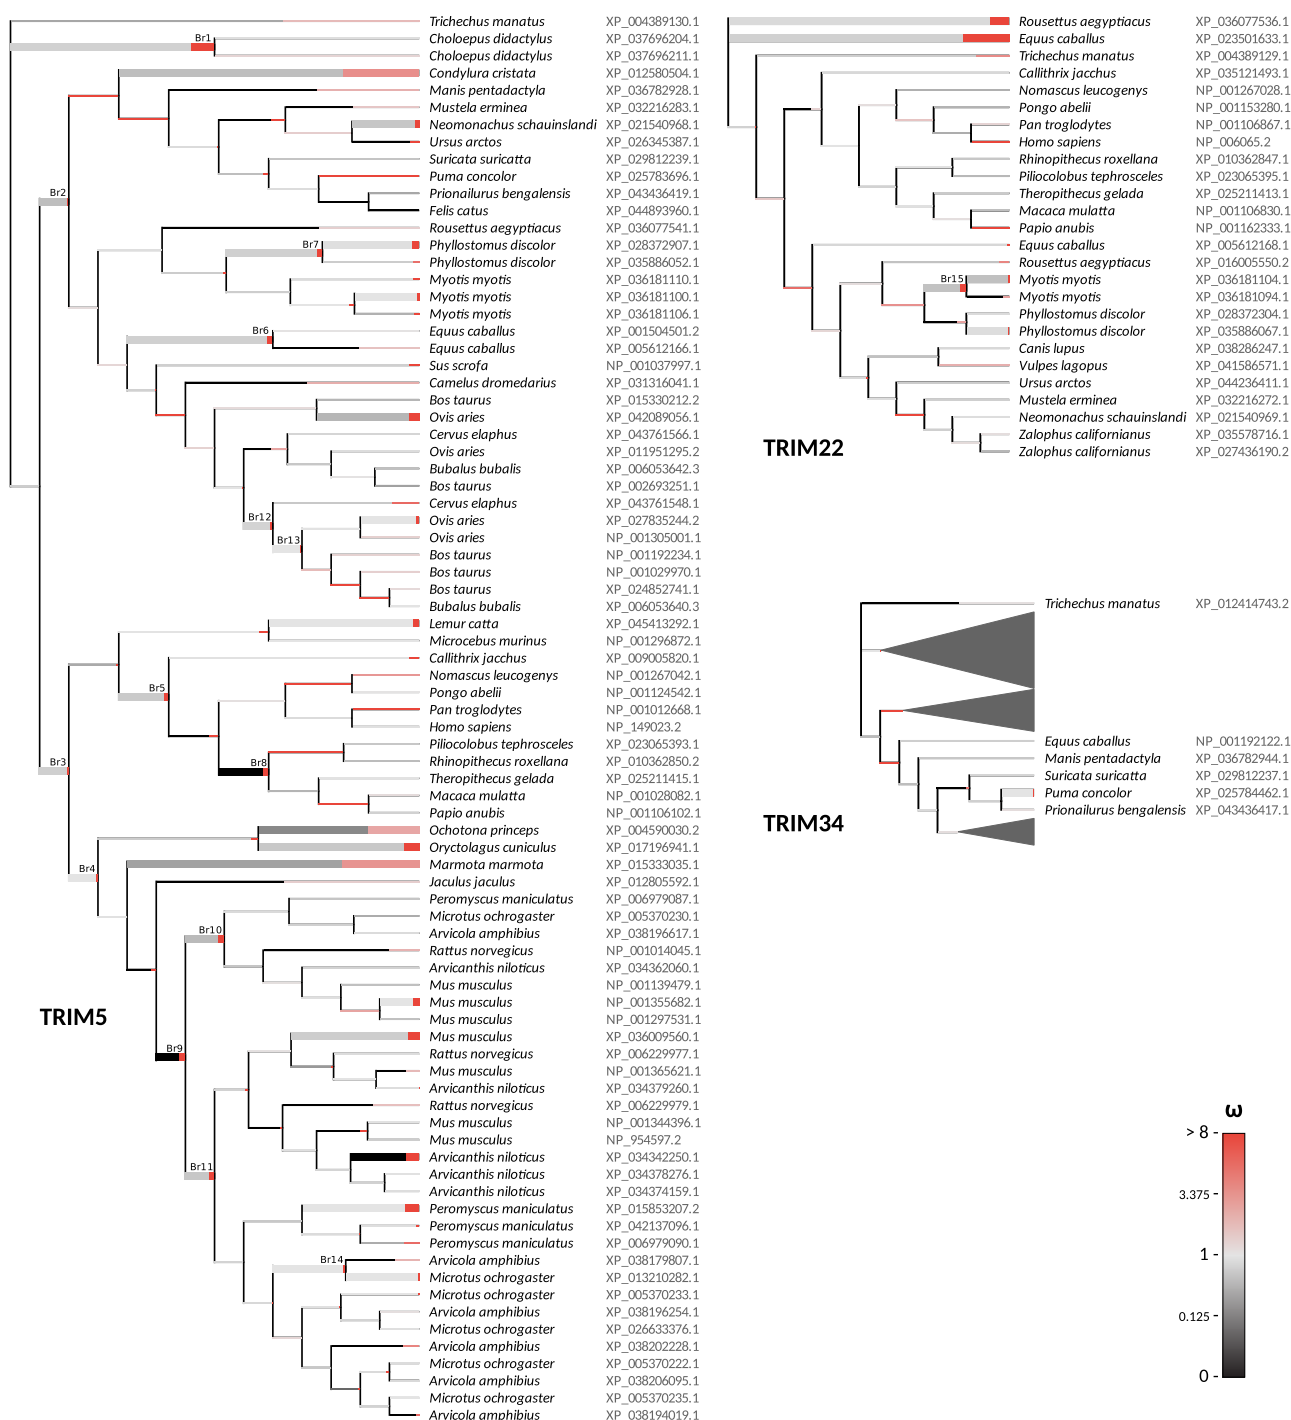 Trichechus manatus XP_004389130.1
Br1
Choloepus didactylus XP_037696204.1
Choloepus didactylus XP_037696211.1
Condylura cristata XP_012580504.1
Manis pentadactyla XP_036782928.1
Mustela erminea XP_032216283.1
Neomonachus schauinslandi XP_021540968.1
Ursus arctos XP_026345387.1
Suricata suricatta XP_029812239.1
Puma concolor XP_025783696.1
Br2
Prionailurus bengalensis XP_043436419.1
Felis catus XP_044893960.1
Rousettus aegyptiacus XP_036077541.1
Br7
Phyllostomus discolor XP_028372907.1
Phyllostomus discolor XP_035886052.1
Myotis myotis XP_036181110.1
Myotis myotis XP_036181100.1
Myotis myotis XP_036181106.1
Br6
Equus caballus XP_001504501.2
Equus caballus XP_005612166.1
Sus scrofa NP_001037997.1
Camelus dromedarius XP_031316041.1
Bos taurus XP_015330212.2
Ovis aries XP_042089056.1
Cervus elaphus XP_043761566.1
Ovis aries XP_011951295.2
Bubalus bubalis XP_006053642.3
Bos taurus XP_002693251.1
Cervus elaphus XP_043761548.1
Br12
Ovis aries XP_027835244.2
Ovis aries NP_001305001.1
Br13
Bos taurus NP_001192234.1
Bos taurus NP_001029970.1
Bos taurus XP_024852741.1
Bubalus bubalis XP_006053640.3
Lemur catta XP_045413292.1
Microcebus murinus NP_001296872.1
Callithrix jacchus XP_009005820.1
Nomascus leucogenys NP_001267042.1
Br5
Pongo abelii NP_001124542.1
Pan troglodytes NP_001012668.1
Homo sapiens NP_149023.2
Piliocolobus tephrosceles XP_023065393.1
Br3
Br8
Rhinopithecus roxellana XP_010362850.2
Theropithecus gelada XP_025211415.1
Macaca mulatta NP_001028082.1
Papio anubis NP_001106102.1
Ochotona princeps XP_004590030.2
Oryctolagus cuniculus XP_017196941.1
Br4
Marmota marmota XP_015333035.1
Jaculus jaculus XP_012805592.1
Peromyscus maniculatus XP_006979087.1
Microtus ochrogaster XP_005370230.1
Br10
Arvicola amphibius XP_038196617.1
Rattus norvegicus NP_001014045.1
Arvicanthis niloticus XP_034362060.1
Mus musculus NP_001139479.1
Mus musculus NP_001355682.1
Mus musculus NP_001297531.1
TRIM5
Mus musculus XP_036009560.1
Br9
Rattus norvegicus XP_006229977.1
Mus musculus NP_001365621.1
Arvicanthis niloticus XP_034379260.1
Rattus norvegicus XP_006229979.1
Mus musculus NP_001344396.1
Mus musculus NP_954597.2
Arvicanthis niloticus XP_034342250.1
Br11
Arvicanthis niloticus XP_034378276.1
Arvicanthis niloticus XP_034374159.1
Peromyscus maniculatus XP_015853207.2
Peromyscus maniculatus XP_042137096.1
Peromyscus maniculatus XP_006979090.1
Br14
Arvicola amphibius XP_038179807.1
Microtus ochrogaster XP_013210282.1
Microtus ochrogaster XP_005370233.1
Arvicola amphibius XP_038196254.1
Microtus ochrogaster XP_026633376.1
Arvicola amphibius XP_038202228.1
Microtus ochrogaster XP_005370222.1
Arvicola amphibius XP_038206095.1
Microtus ochrogaster XP_005370235.1
Arvicola amphibius XP_038194019.1
Rousettus aegyptiacus XP_036077536.1
Equus caballus XP_023501633.1
Trichechus manatus XP_004389129.1
Callithrix jacchus XP_035121493.1
Nomascus leucogenys NP_001267028.1
Pongo abelii NP_001153280.1
Pan troglodytes NP_001106867.1
Homo sapiens NP_006065.2
Rhinopithecus roxellana XP_010362847.1
Piliocolobus tephrosceles XP_023065395.1
Theropithecus gelada XP_025211413.1
Macaca mulatta NP_001106830.1
Papio anubis NP_001162333.1
Equus caballus XP_005612168.1
Rousettus aegyptiacus XP_016005550.2
Br15
Myotis myotis XP_036181104.1
Myotis myotis XP_036181094.1
Phyllostomus discolor XP_028372304.1
Phyllostomus discolor XP_035886067.1
Canis lupus XP_038286247.1
Vulpes lagopus XP_041586571.1
Ursus arctos XP_044236411.1
Mustela erminea XP_032216272.1
Neomonachus schauinslandi XP_021540969.1
Zalophus californianus XP_035578716.1
TRIM22
Zalophus californianus XP_027436190.2
Trichechus manatus XP_012414743.2
Equus caballus NP_001192122.1
Manis pentadactyla XP_036782944.1
Suricata suricatta XP_029812237.1
Puma concolor XP_025784462.1
Prionailurus bengalensis XP_043436417.1
TRIM34
ω
> 8
3.375
1
0.125
0